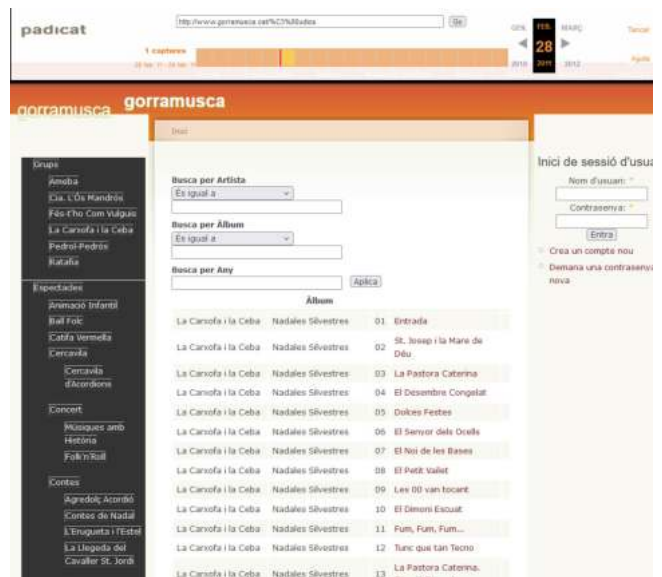 padicat
http://www.gorramusca.cat/%C3%80udios
Go
GEN FEB MARÇ
28
2010 2011 2012
Tancar
Ajuda
1 captures
gorramusca gorramusca
Inici
Grups
Ameba
Cia. L'Ós Mandrós
Fés-t'ho Com Vulguis
La Carxofa i la Ceba
Pedrol-Pedrós
Ratafia
Espectacles
Animació Infantil
Ball Folc
Catifa Vermella
Cercavila
Cercavila
d'Acordions
Concert
Músiques amb
Història
Folk'n'Roll
Contes
Agredolç Acordió
Contes de Nadal
L'Erugueta i l'Estel
La Llegeda del
Cavaller St. Jordi
Busca per Artista
És igual a
Busca per Àlbum
És igual a
Busca per Any
Aplica
Àlbum
La Carxofa i la Ceba Nadales Silvestres 01 Entrada
La Carxofa i la Ceba Nadales Silvestres 02 St. Josep i la Mare de
Déu
La Carxofa i la Ceba Nadales Silvestres 03 La Pastora Caterina
La Carxofa i la Ceba Nadales Silvestres 04 El Desembre Congelat
La Carxofa i la Ceba Nadales Silvestres 05 Dolces Festes
La Carxofa i la Ceba Nadales Silvestres 06 El Senyor dels Ocells
La Carxofa i la Ceba Nadales Silvestres 07 El Noi de les Bases
La Carxofa i la Ceba Nadales Silvestres 08 El Petit Vailet
La Carxofa i la Ceba Nadales Silvestres 09 Les 00 van tocant
La Carxofa i la Ceba Nadales Silvestres 10 El Dimoni Escuat
La Carxofa i la Ceba Nadales Silvestres 11 Fum, Fum, Fum...
La Carxofa i la Ceba Nadales Silvestres 12 Tunc que tan Tecno
La Carxofa i la Ceba Nadales Silvestres 13 La Pastora Caterina.
Inici de sessió d'usua
Nom d'usuari: *
Contrasenya: *
Entra
Crea un compte nou
Demana una contrasenya
nova